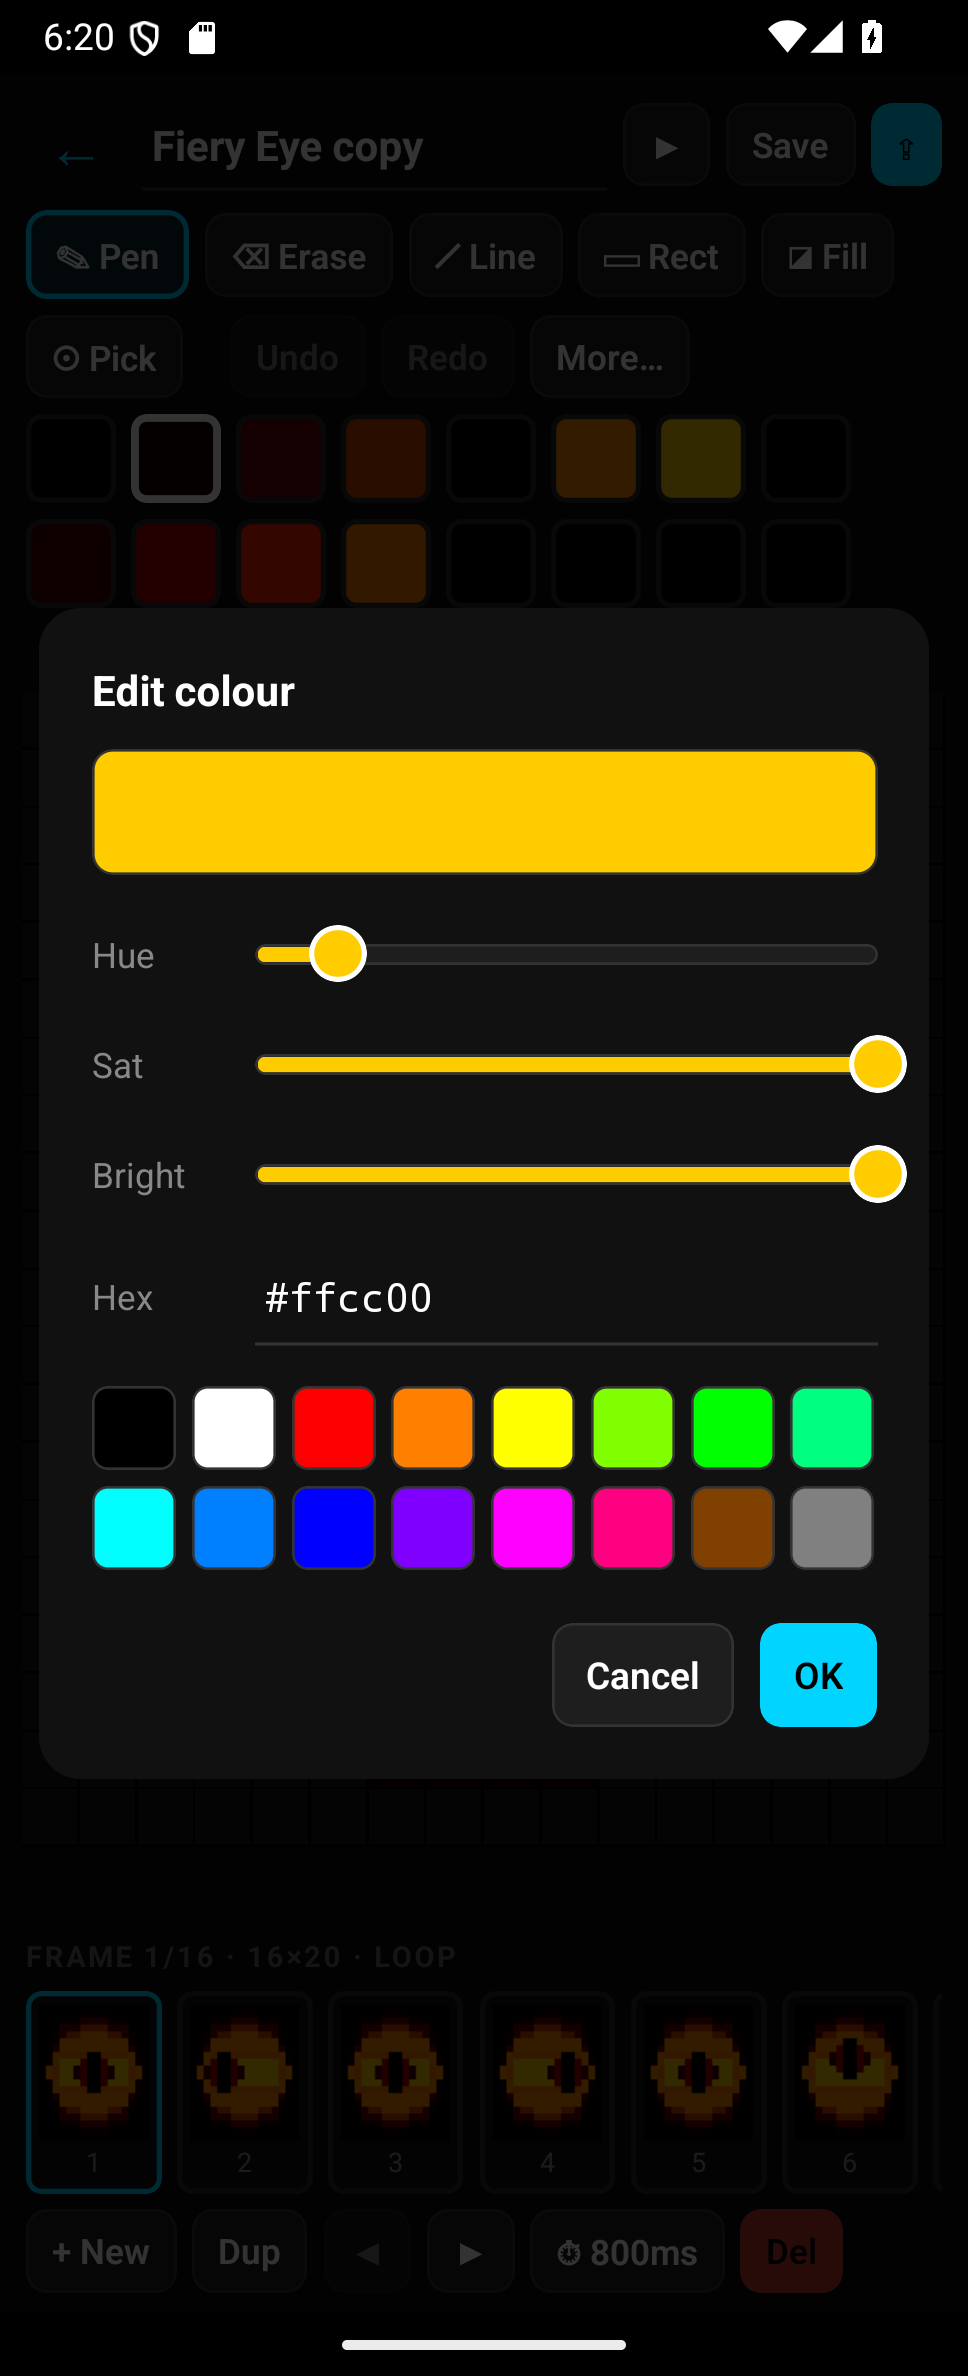 6:20
← Fiery Eye copy ▶ Save ⇪
✎ Pen ⌫ Erase ╱ Line ▭ Rect ◪ Fill
⊙ Pick Undo Redo More...
Edit colour
Hue
Sat
Bright
Hex #ffcc00
Cancel OK
FRAME 1/16 · 16×20 · LOOP
1 2 3 4 5 6
+ New Dup ◀ ▶ ⏱ 800ms Del